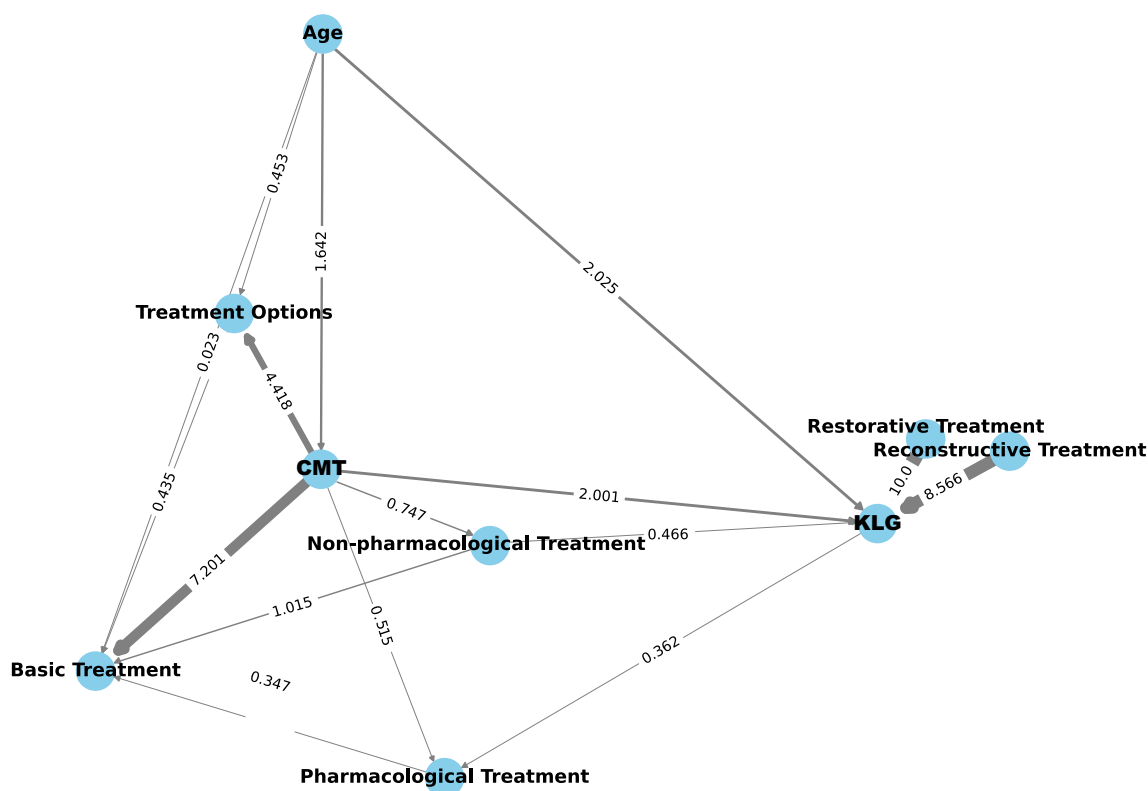 Age
0.453
1.642
2.025
Treatment Options
0.023
4.418
Restorative Treatment
Reconstructive Treatment
CMT
10.0
8.566
0.435
0.747
2.001
KLG
Non-pharmacological Treatment
0.466
7.201
1.015
0.515
0.362
Basic Treatment
0.347
Pharmacological Treatment